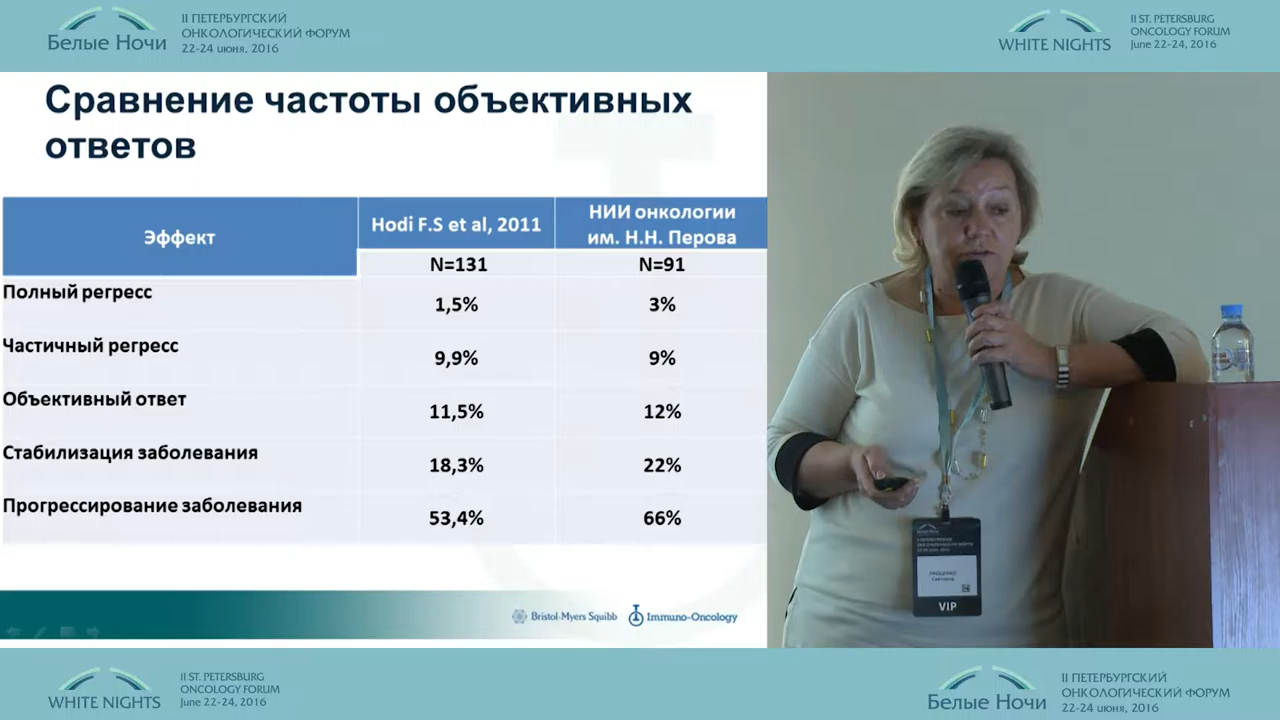 Белые Ночи
II ПЕТЕРБУРГСКИЙ
ОНКОЛОГИЧЕСКИЙ ФОРУМ
22-24 июня, 2016
WHITE NIGHTS
II ST. PETERSBURG
ONCOLOGY FORUM
June 22-24, 2016
Сравнение частоты объективных
ответов
Эффект
Hodi F.S et al, 2011
НИИ онкологии
им. Н.Н. Перова
N=131
N=91
Полный регресс
1,5%
3%
Частичный регресс
9,9%
9%
Объективный ответ
11,5%
12%
Стабилизация заболевания
18,3%
22%
Прогрессирование заболевания
53,4%
66%
Bristol-Myers Squibb
Immuno-Oncology
VIP
WHITE NIGHTS
II ST. PETERSBURG
ONCOLOGY FORUM
June 22-24, 2016
Белые Ночи
II ПЕТЕРБУРГСКИЙ
ОНКОЛОГИЧЕСКИЙ ФОРУМ
22-24 июня, 2016